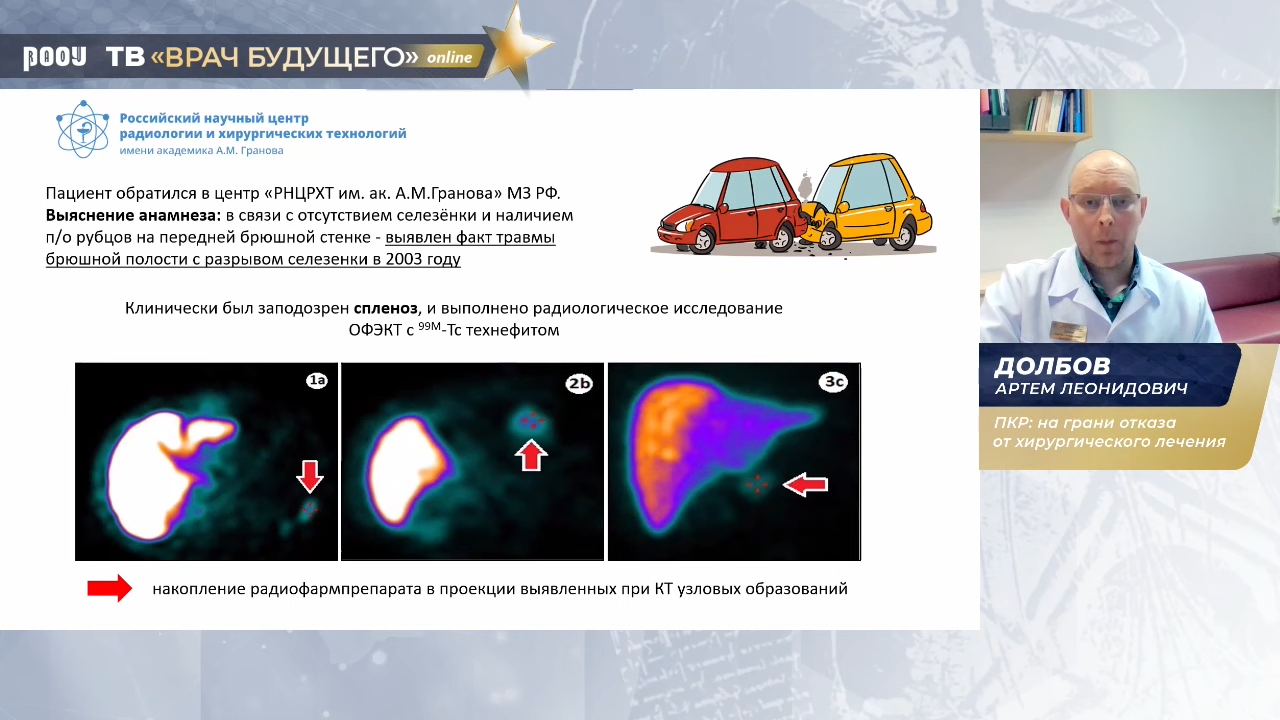 РООУ ТВ «ВРАЧ БУДУЩЕГО» online
Российский научный центр
радиологии и хирургических технологий
имени академика А.М. Гранова
Пациент обратился в центр «РНЦРХТ им. ак. А.М.Гранова» МЗ РФ.
Выяснение анамнеза: в связи с отсутствием селезёнки и наличием
п/о рубцов на передней брюшной стенке - выявлен факт травмы
брюшной полости с разрывом селезенки в 2003 году
Клинически был заподозрен спленоз, и выполнено радиологическое исследование
ОФЭКТ с 99М-Тс технефитом
1a
2b
3c
накопление радиофармпрепарата в проекции выявленных при КТ узловых образований
ДОЛБОВ
АРТЕМ ЛЕОНИДОВИЧ
ПКР: на грани отказа
от хирургического лечения